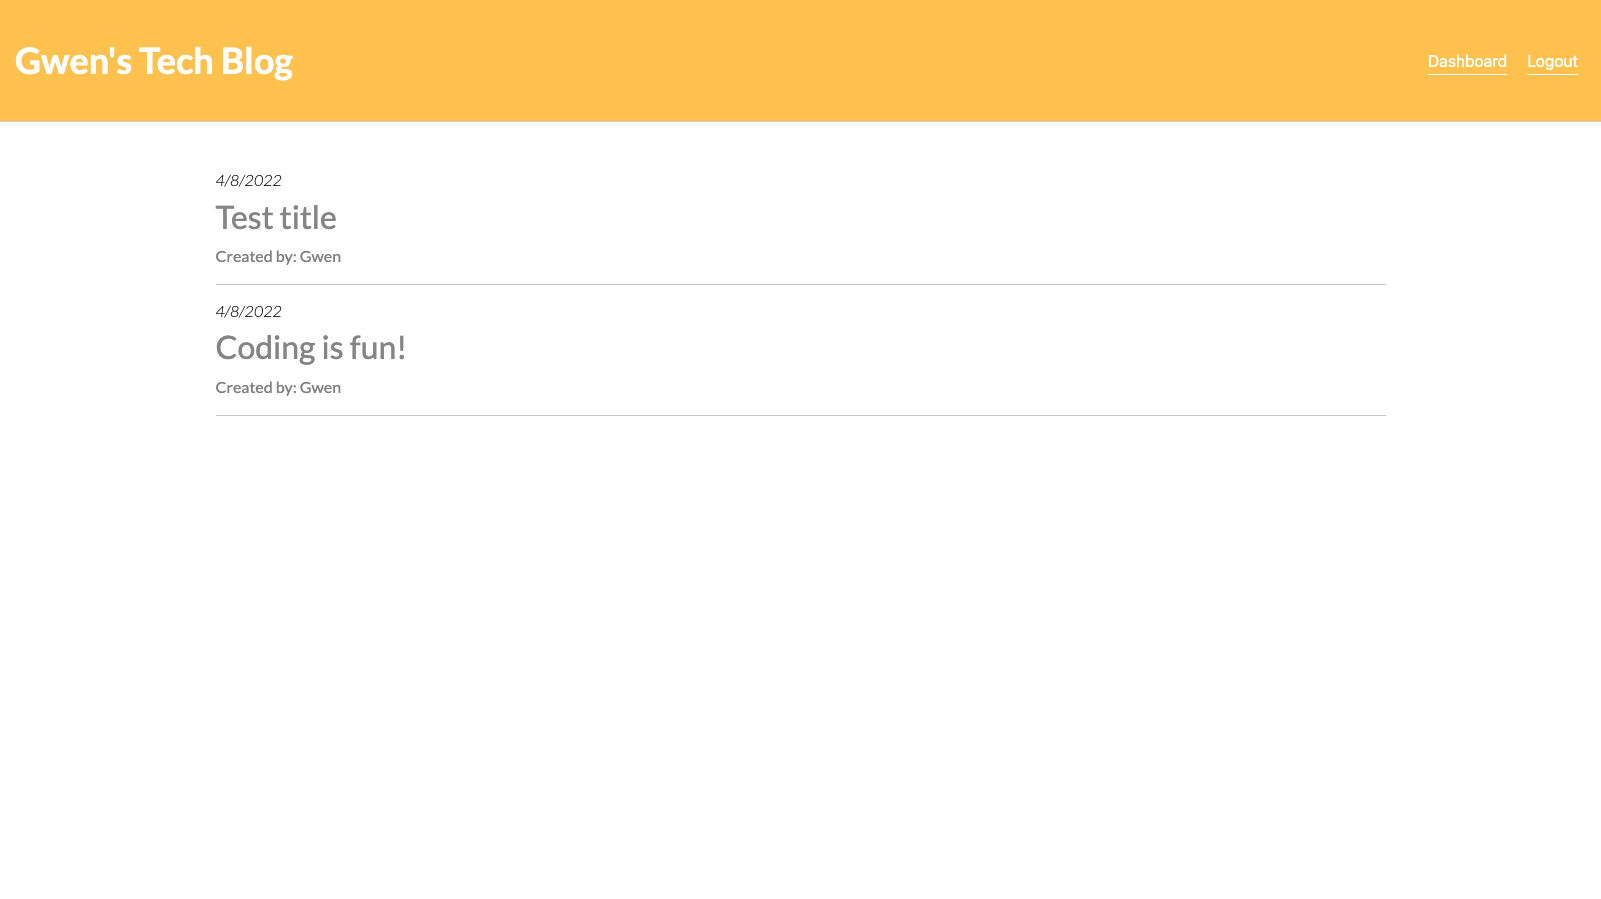 Gwen's Tech Blog
Dashboard Logout
4/8/2022
Test title
Created by: Gwen
4/8/2022
Coding is fun!
Created by: Gwen